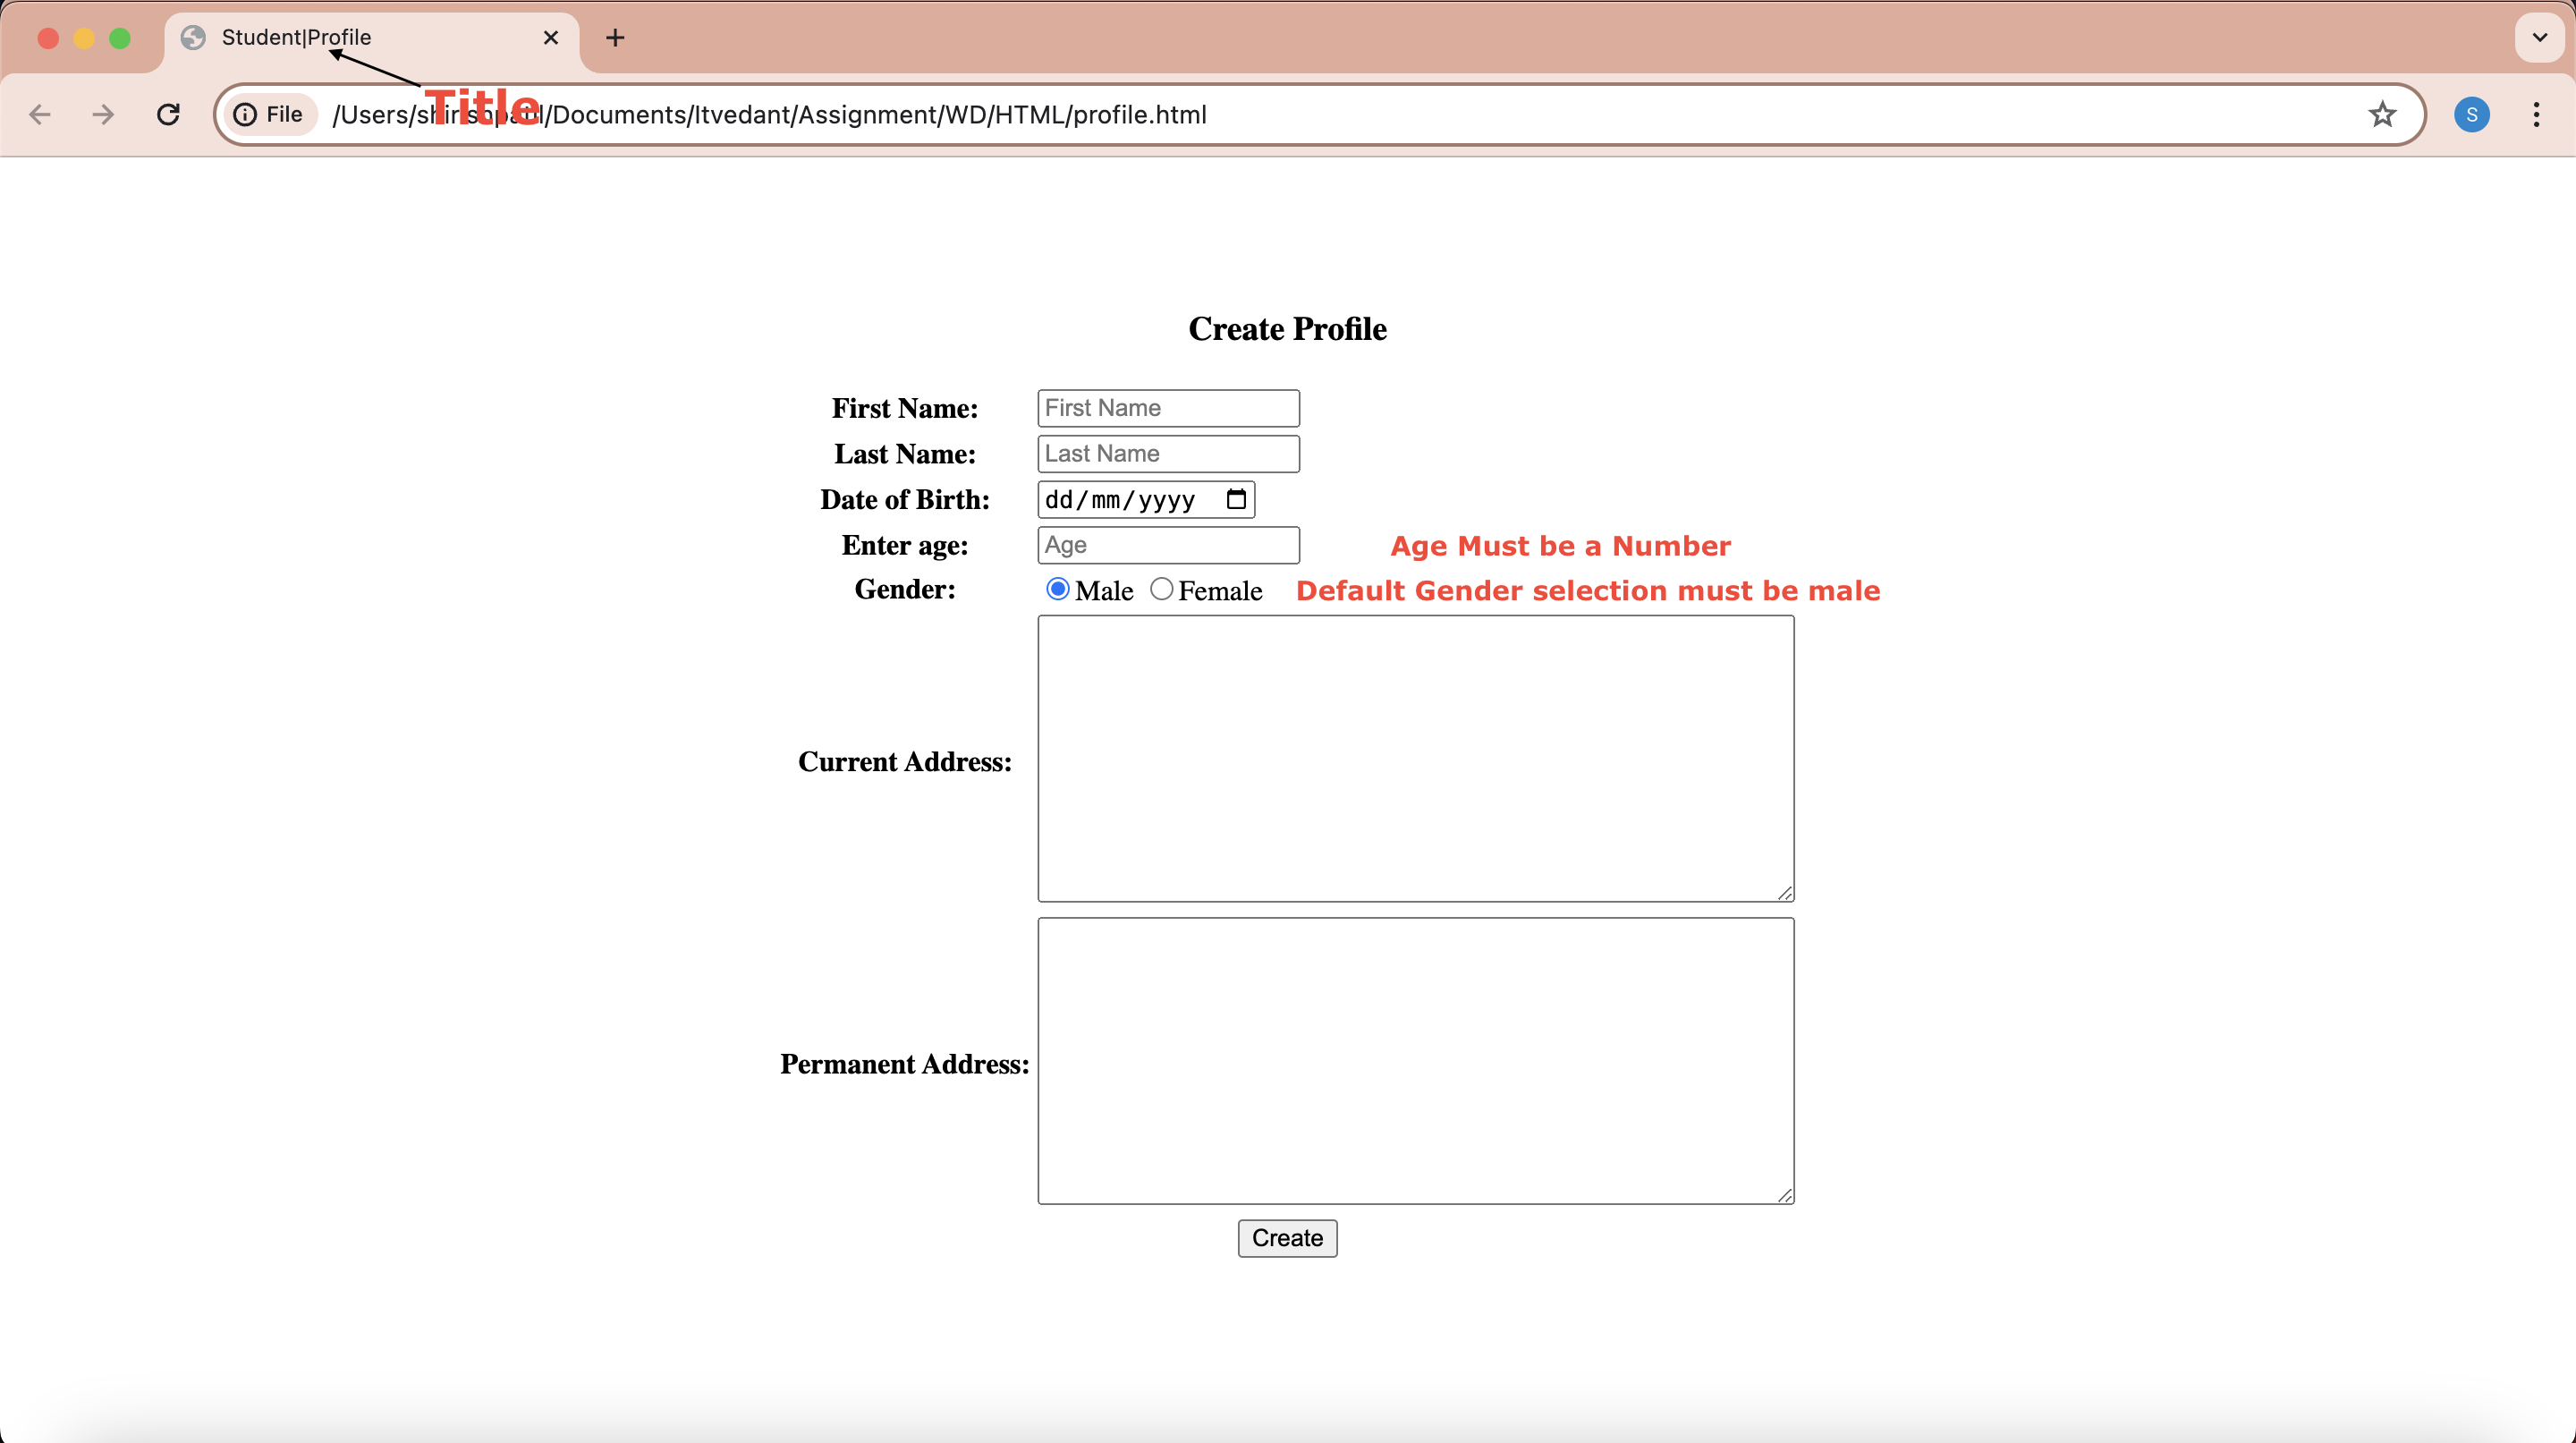 Student|Profile
Title
File /Users/shirishpatil/Documents/Itvedant/Assignment/WD/HTML/profile.html
S
Create Profile
First Name: First Name
Last Name: Last Name
Date of Birth: dd/mm/yyyy
Enter age: Age Age Must be a Number
Gender: Male Female Default Gender selection must be male
Current Address:
Permanent Address:
Create